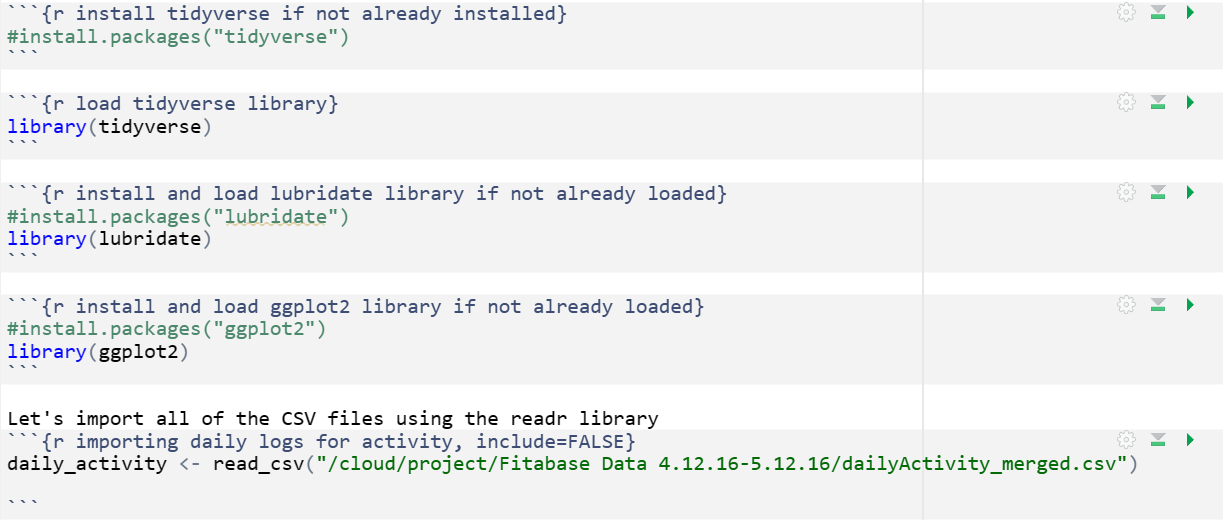 ```{r install tidyverse if not already installed}
#install.packages("tidyverse")
```
```{r load tidyverse library}
library(tidyverse)
```
```{r install and load lubridate library if not already loaded}
#install.packages("lubridate")
library(lubridate)
```
```{r install and load ggplot2 library if not already loaded}
#install.packages("ggplot2")
library(ggplot2)
```
Let's import all of the CSV files using the readr library
```{r importing daily logs for activity, include=FALSE}
daily_activity <- read_csv("/cloud/project/Fitabase Data 4.12.16-5.12.16/dailyActivity_merged.csv")
```